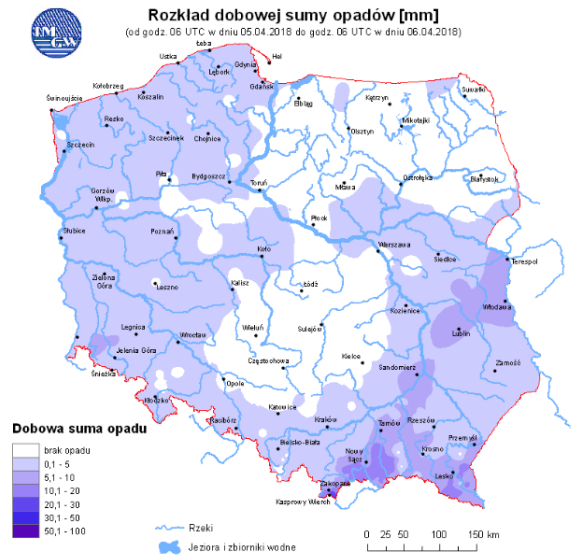 IM
GW
Rozkład dobowej sumy opadów [mm]
(od godz. 06 UTC w dniu 05.04.2018 do godz. 06 UTC w dniu 06.04.2018)
Łeba
Ustka
Hel
Lębork
Gdynia
Gdańsk
Kołobrzeg
Koszalin
Świnoujście
Elbląg
Kętrzyn
Suwałki
Resko
Szczecinek
Chojnice
Olsztyn
Mikołajki
Szczecin
Piła
Bydgoszcz
Toruń
Mława
Ostrołęka
Białystok
Gorzów
Wlkp.
Płock
Słubice
Poznań
Koło
Warszawa
Siedlce
Terespol
Zielona
Góra
Leszno
Kalisz
Łódź
Kozienice
Włodawa
Legnica
Wrocław
Wieluń
Sulejów
Lublin
Jelenia Góra
Śnieżka
Częstochowa
Kielce
Sandomierz
Zamość
Opole
Kłodzko
Racibórz
Katowice
Kraków
Tarnów
Rzeszów
Bielsko-Biała
Nowy
Sącz
Krosno
Przemyśl
Lesko
Zakopane
Kasprowy Wierch
Dobowa suma opadu
brak opadu
0,1 - 5
5,1 - 10
10,1 - 20
20,1 - 30
30,1 - 50
50,1 - 100
Rzeki
Jeziora i zbiorniki wodne
0 25 50 100 150 km